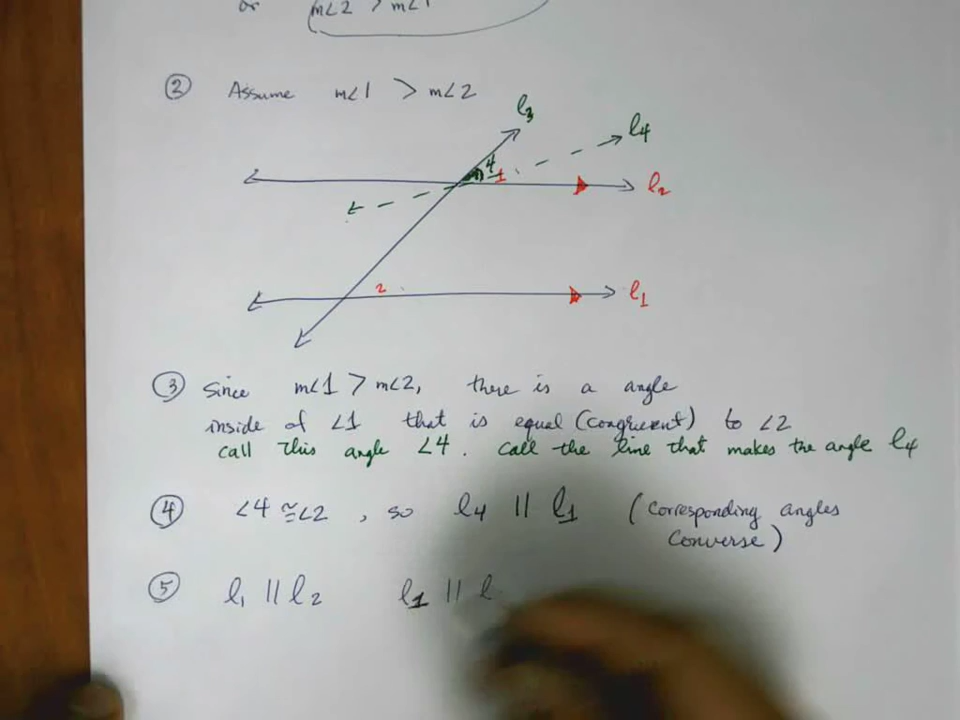 or m∠2 > m∠1
② Assume m∠1 > m∠2
l₃
l₄
4
1
l₂
2
l₁
③ Since m∠1 > m∠2, there is a angle
inside of ∠1 that is equal (congruent) to ∠2
call this angle ∠4. Call the line that makes the angle l₄
④ ∠4 ≅ ∠2, so l₄ || l₁ (Corresponding angles
Converse)
⑤ l₁ || l₂ l₁ || l